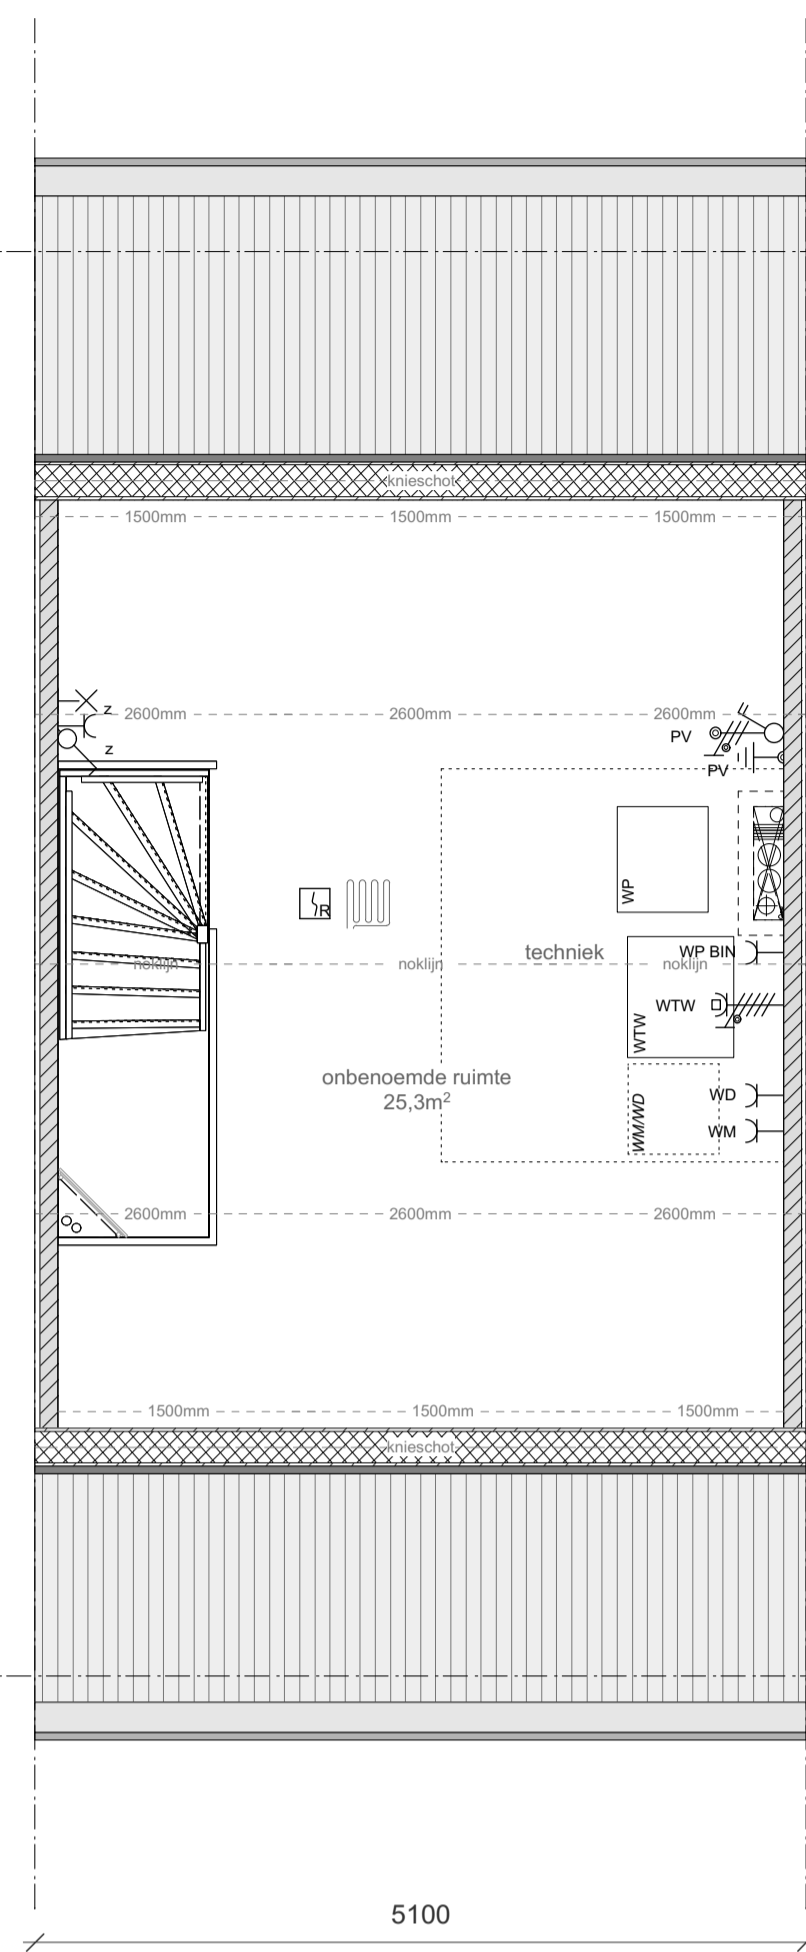 knieschot
1500mm 1500mm 1500mm
z
2600mm 2600mm 2600mm
PV
z
PV
WP
R
techniek
WP BIN
noklijn noklijn noklijn
WTW
WTW
onbenoemde ruimte
25,3m²
WM/WD
WD
WM
2600mm 2600mm 2600mm
1500mm 1500mm 1500mm
knieschot
5100